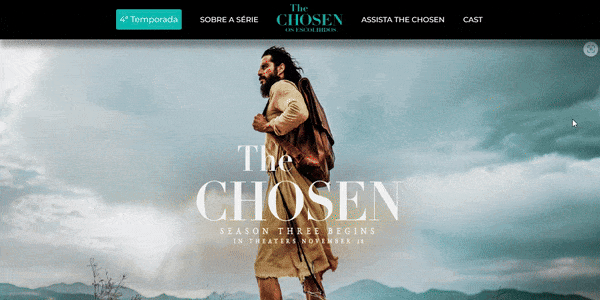 4ª Temporada
SOBRE A SÉRIE
The
CHOSEN
OS ESCOLHIDOS
ASSISTA THE CHOSEN
CAST
The
CHOSEN
SEASON THREE BEGINS
IN THEATERS NOVEMBER 18